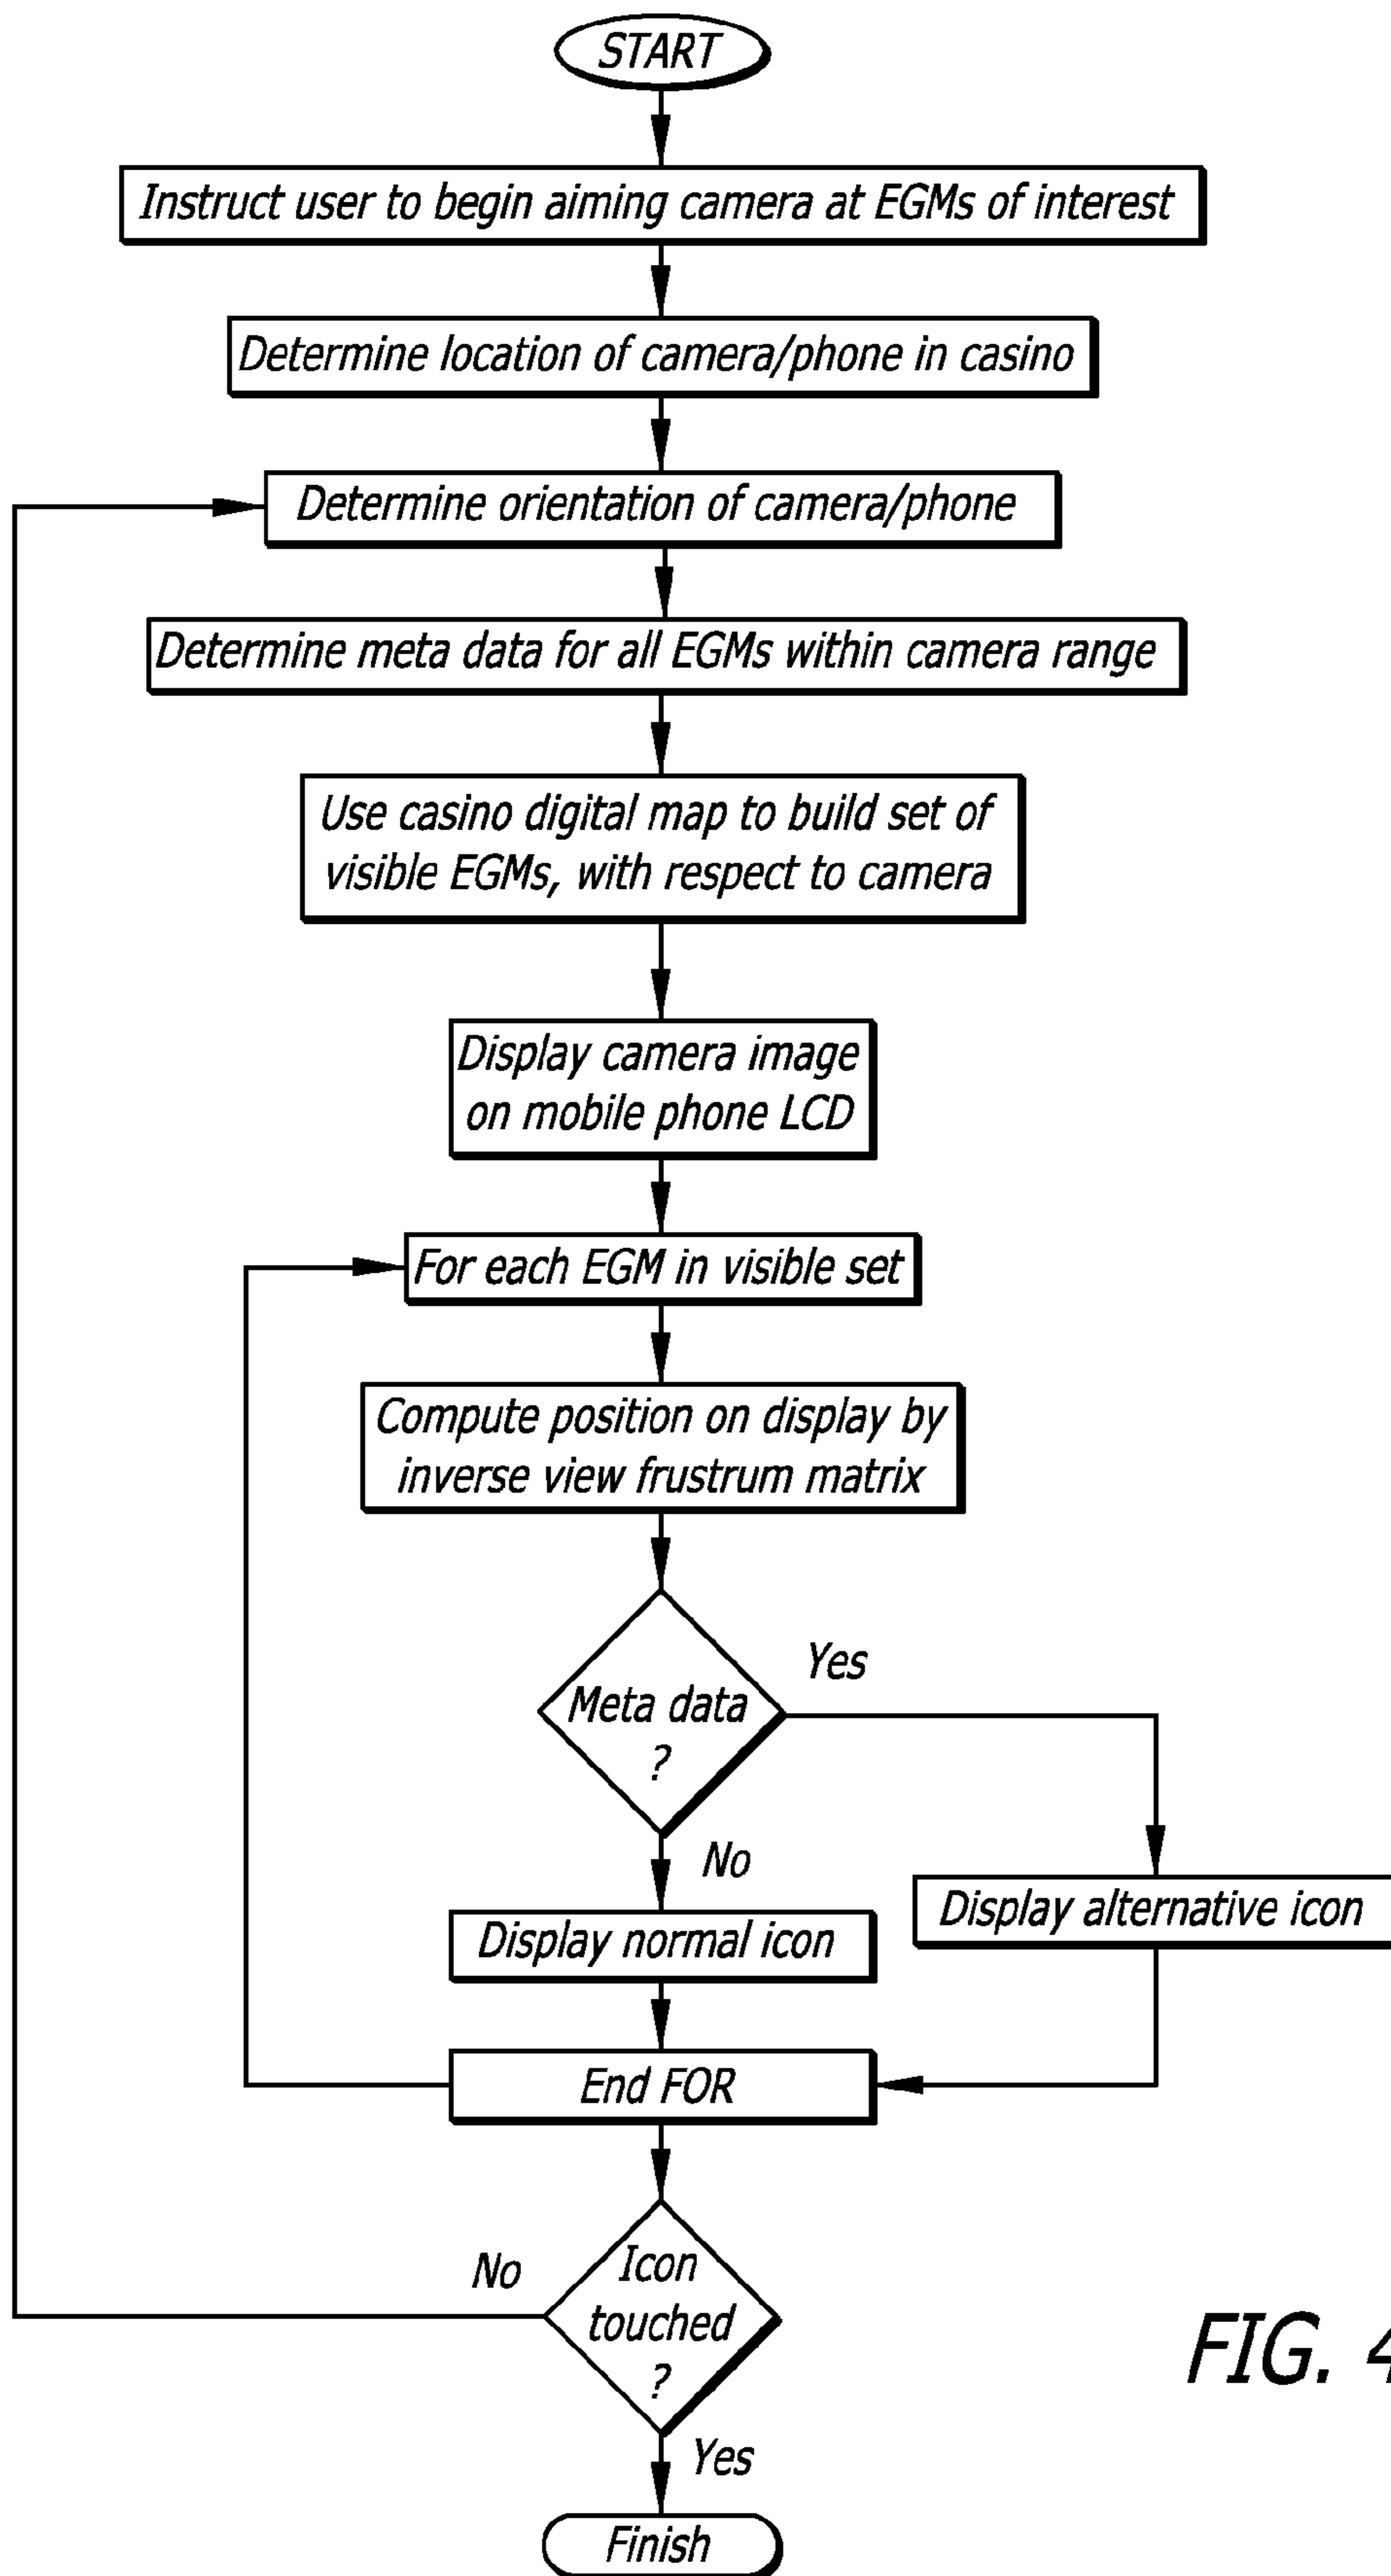 START
Instruct user to begin aiming camera at EGMs of interest
Determine location of camera/phone in casino
Determine orientation of camera/phone
Determine meta data for all EGMs within camera range
Use casino digital map to build set of
visible EGMs, with respect to camera
Display camera image
on mobile phone LCD
For each EGM in visible set
Compute position on display by
inverse view frustrum matrix
Meta data
?
Yes
No
Display normal icon
Display alternative icon
End FOR
Icon
touched
?
No
Yes
Finish
FIG. 4